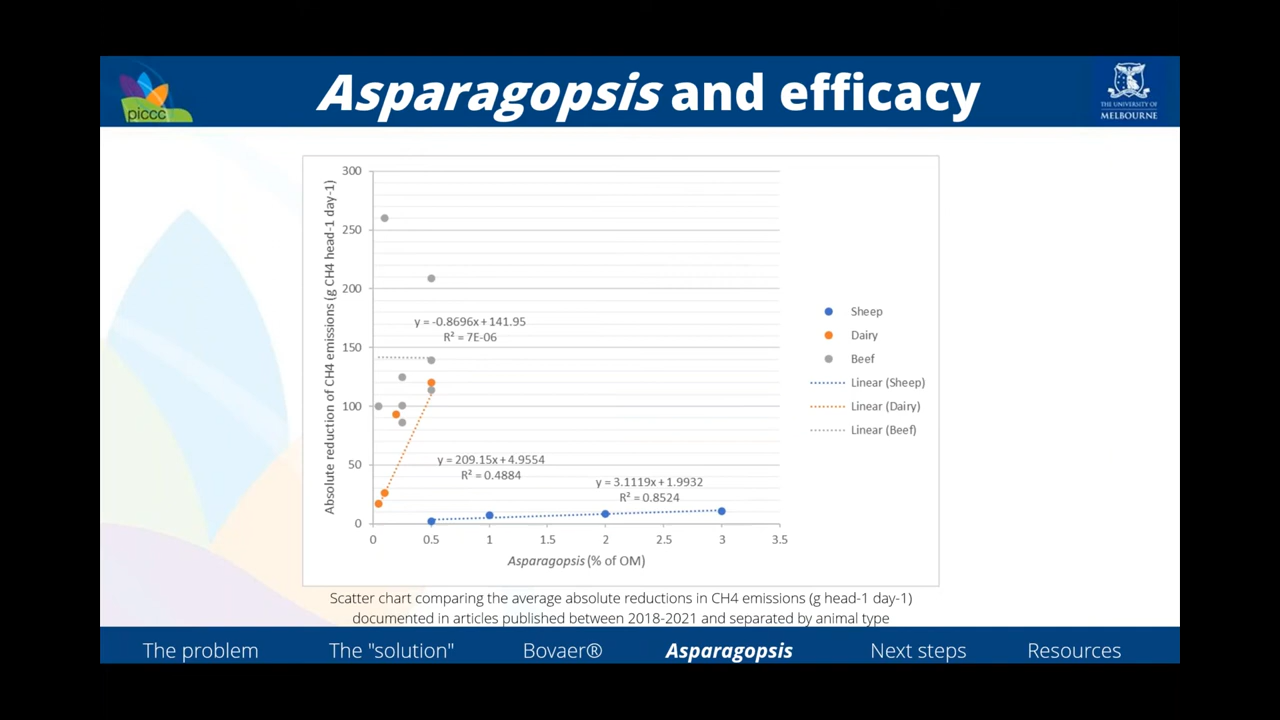 Asparagopsis and efficacy
piccc
THE UNIVERSITY OF
MELBOURNE
Absolute reduction of CH4 emissions (g CH4 head-1 day-1)
300
250
200
150
100
50
0
y = -0.8696x + 141.95
R² = 7E-06
y = 209.15x + 4.9554
R² = 0.4884
y = 3.1119x + 1.9932
R² = 0.8524
0 0.5 1 1.5 2 2.5 3 3.5
Asparagopsis (% of OM)
Sheep
Dairy
Beef
Linear (Sheep)
Linear (Dairy)
Linear (Beef)
Scatter chart comparing the average absolute reductions in CH4 emissions (g head-1 day-1)
documented in articles published between 2018-2021 and separated by animal type
The problem The "solution" Bovaer® Asparagopsis Next steps Resources